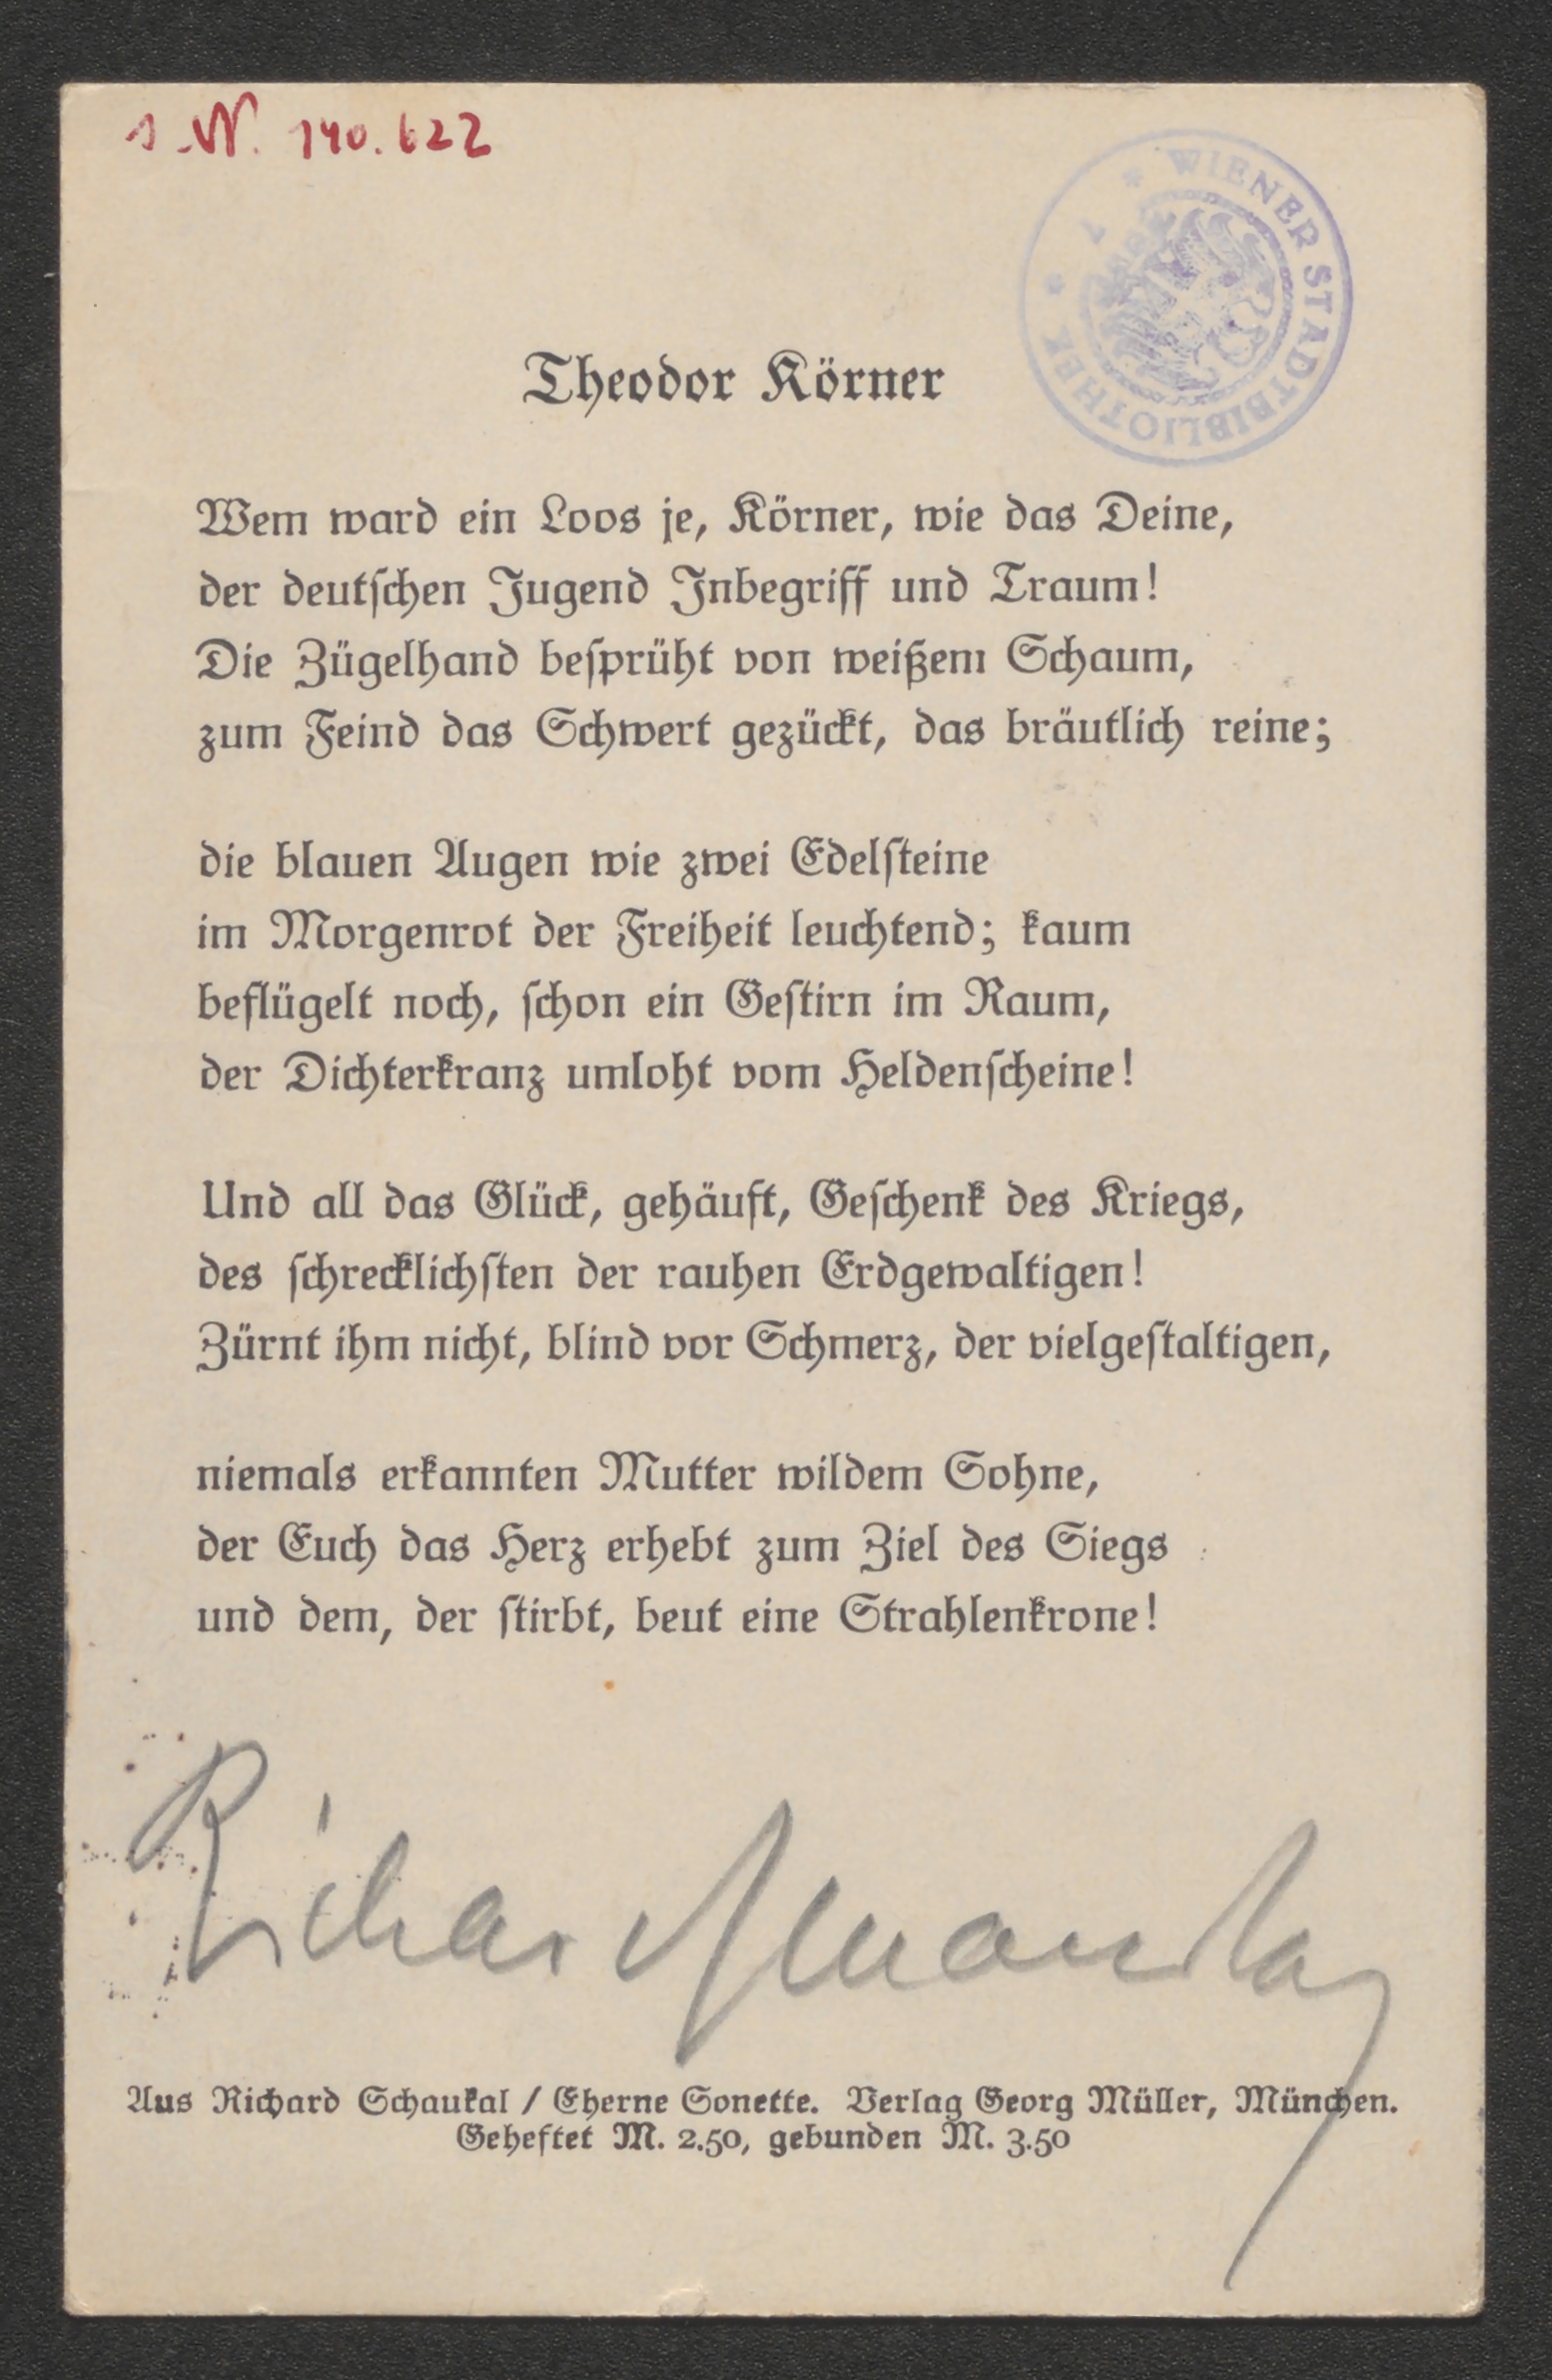 1 N. 140.622
* WIENER STADTBIBLIOTHEK *
Theodor Körner
Wem ward ein Loos je, Körner, wie das Deine,
der deutſchen Jugend Inbegriff und Traum!
Die Zügelhand beſprüht von weißem Schaum,
zum Feind das Schwert gezückt, das bräutlich reine;
die blauen Augen wie zwei Edelſteine
im Morgenrot der Freiheit leuchtend; kaum
beflügelt noch, ſchon ein Geſtirn im Raum,
der Dichterkranz umloht vom Heldenſcheine!
Und all das Glück, gehäuft, Geſchenk des Kriegs,
des ſchrecklichſten der rauhen Erdgewaltigen!
Zürnt ihm nicht, blind vor Schmerz, der vielgeſtaltigen,
niemals erkannten Mutter wildem Sohne,
der Euch das Herz erhebt zum Ziel des Siegs
und dem, der ſtirbt, beut eine Strahlenkrone!
Richard Schaukal
Aus Richard Schaukal / Eherne Sonette. Verlag Georg Müller, München.
Geheftet M. 2.50, gebunden M. 3.50